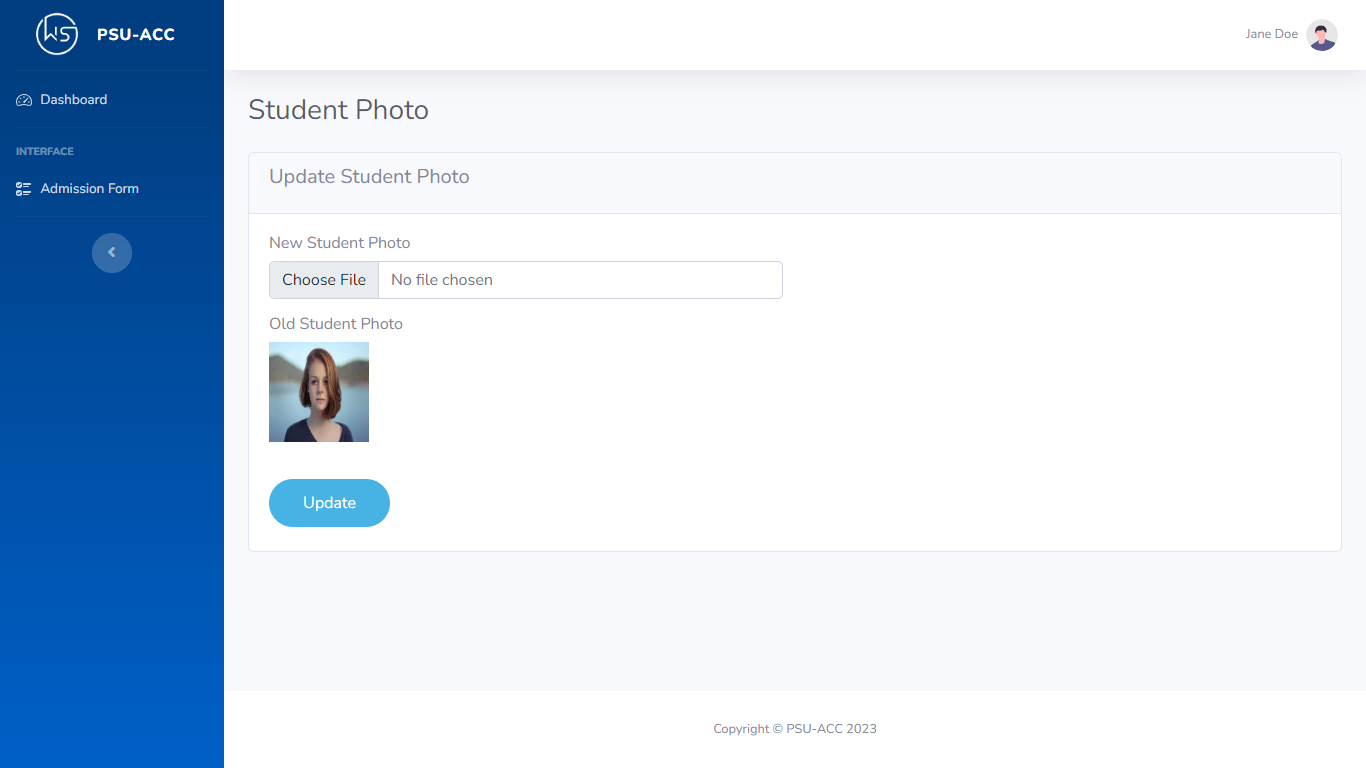 WS PSU-ACC
Jane Doe
Dashboard
INTERFACE
Admission Form
Student Photo
Update Student Photo
New Student Photo
Choose File No file chosen
Old Student Photo
Update
Copyright © PSU-ACC 2023